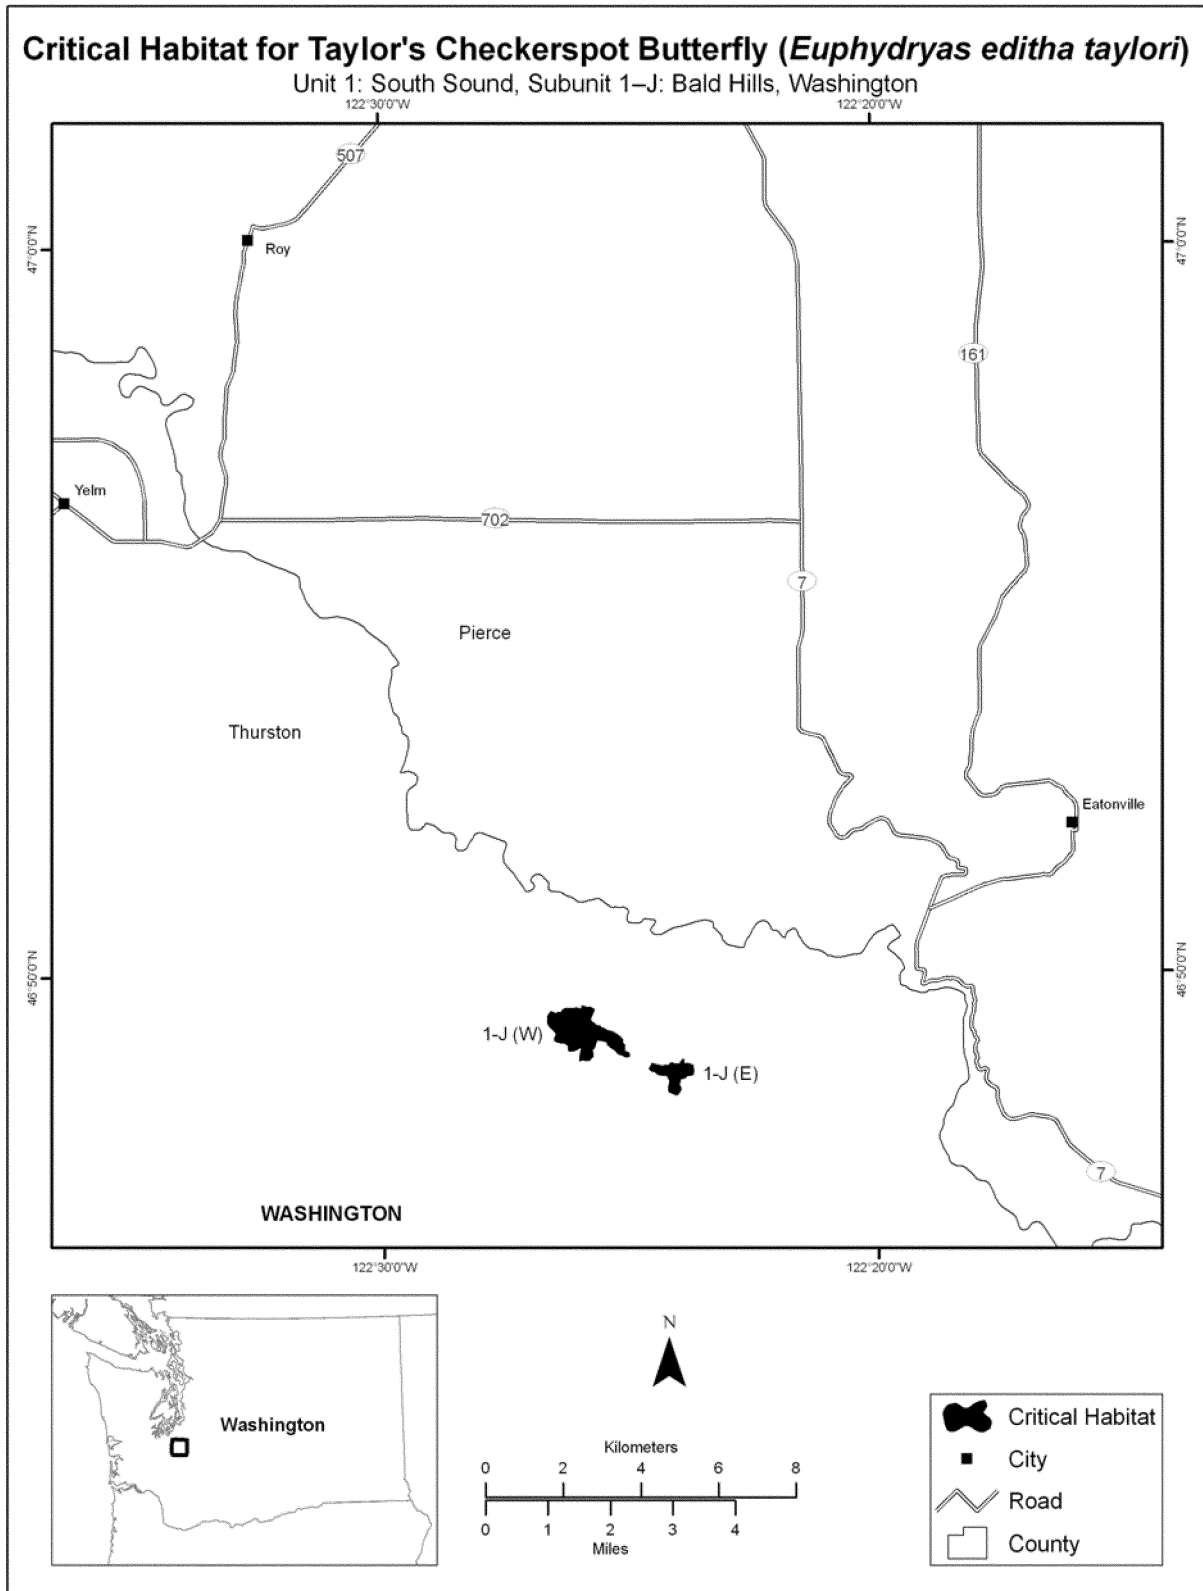 Critical Habitat for Taylor's Checkerspot Butterfly (Euphydryas editha taylori)
Unit 1: South Sound, Subunit 1–J: Bald Hills, Washington
122°30'0"W 122°20'0"W
507
47°0'0"N
Roy
47°0'0"N
161
Yelm
702
7
Pierce
Thurston
Eatonville
46°50'0"N
46°50'0"N
1-J (W)
1-J (E)
7
WASHINGTON
122°30'0"W 122°20'0"W
Washington
N
Kilometers
0 2 4 6 8
0 1 2 3 4
Miles
Critical Habitat
City
Road
County